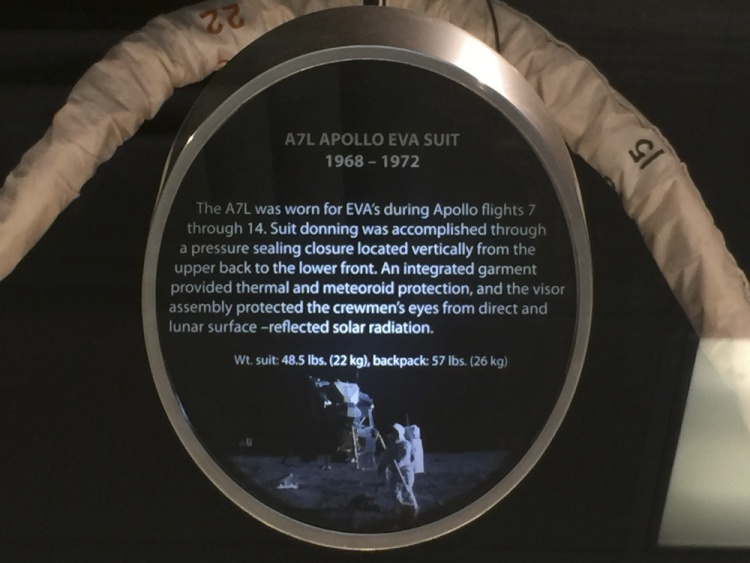 22
15
A7L APOLLO EVA SUIT
1968 – 1972
The A7L was worn for EVA's during Apollo flights 7
through 14. Suit donning was accomplished through
a pressure sealing closure located vertically from the
upper back to the lower front. An integrated garment
provided thermal and meteoroid protection, and the visor
assembly protected the crewmen's eyes from direct and
lunar surface –reflected solar radiation.
Wt. suit: 48.5 lbs. (22 kg), backpack: 57 lbs. (26 kg)